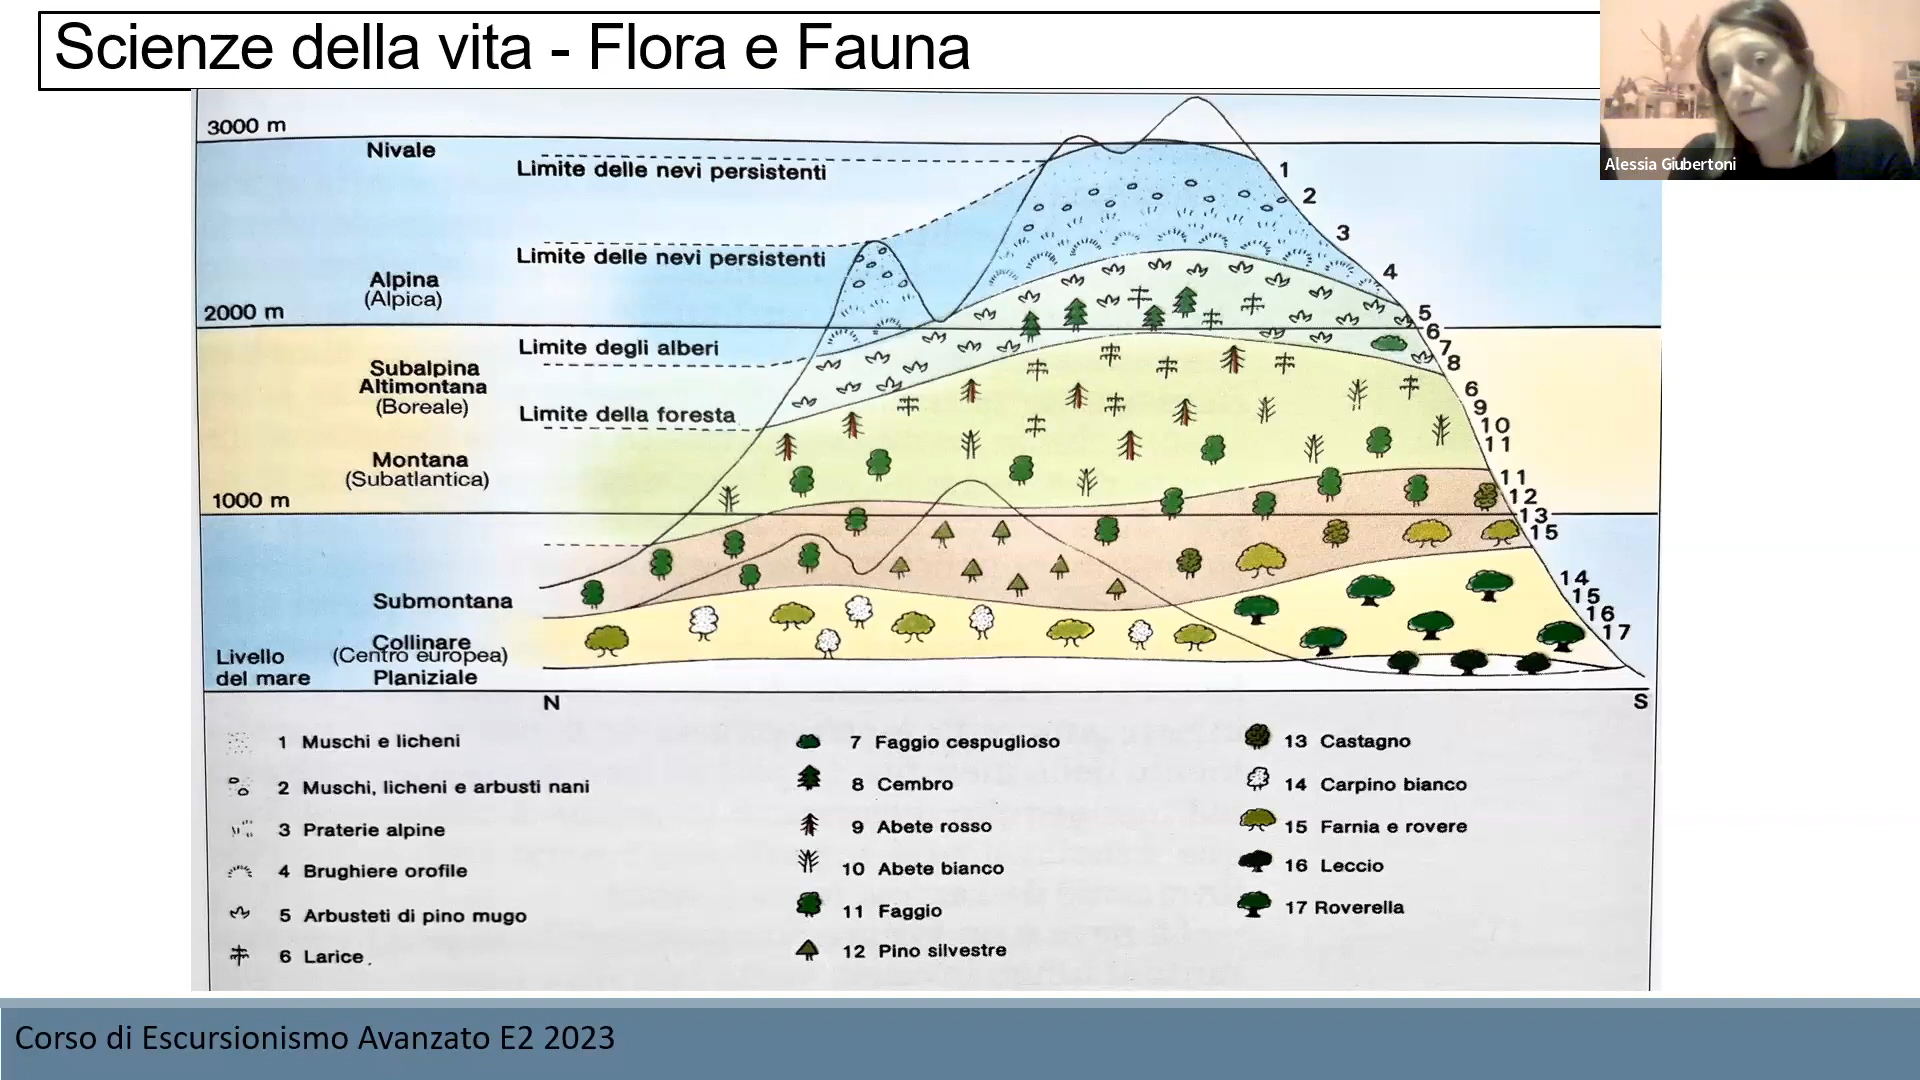 Scienze della vita - Flora e Fauna
Alessia Giubertoni
3000 m
Nivale
Limite delle nevi persistenti
1
2
3
Limite delle nevi persistenti
4
Alpina
(Alpica)
2000 m
5
6
Limite degli alberi
7
8
Subalpina
Altimontana
(Boreale)
6
9
Limite della foresta
10
11
Montana
(Subatlantica)
11
1000 m
12
13
15
14
15
Submontana
16
17
Collinare
(Centro europea)
Livello
del mare
Planiziale
N
S
1 Muschi e licheni
2 Muschi, licheni e arbusti nani
3 Praterie alpine
4 Brughiere orofile
5 Arbusteti di pino mugo
6 Larice.
7 Faggio cespuglioso
8 Cembro
9 Abete rosso
10 Abete bianco
11 Faggio
12 Pino silvestre
13 Castagno
14 Carpino bianco
15 Farnia e rovere
16 Leccio
17 Roverella
Corso di Escursionismo Avanzato E2 2023